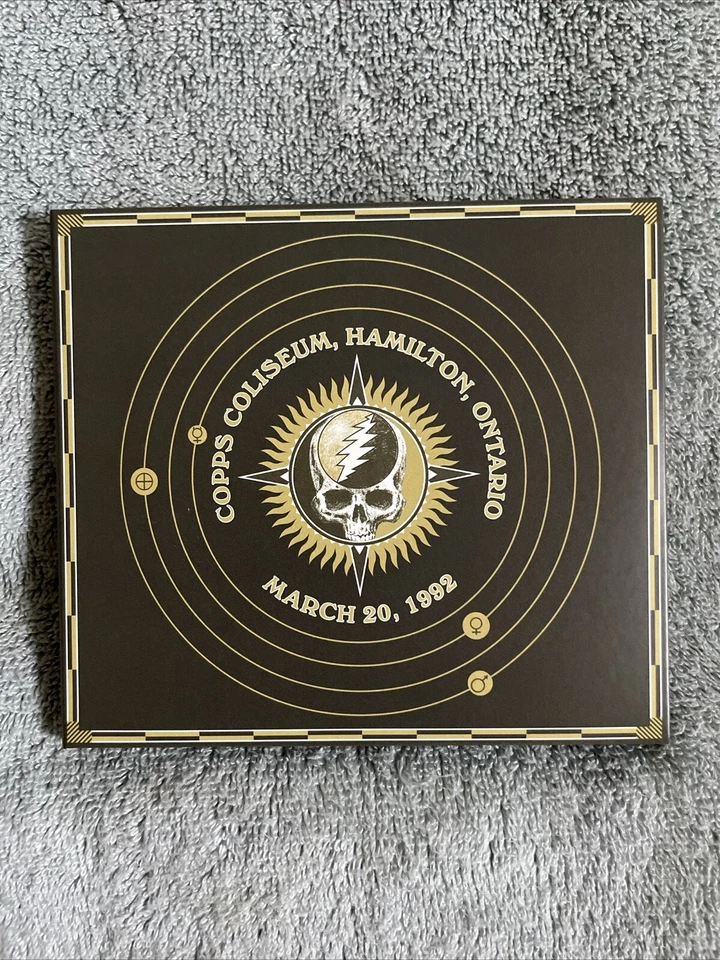 COPPS COLISEUM, HAMILTON, ONTARIO
MARCH 20, 1992